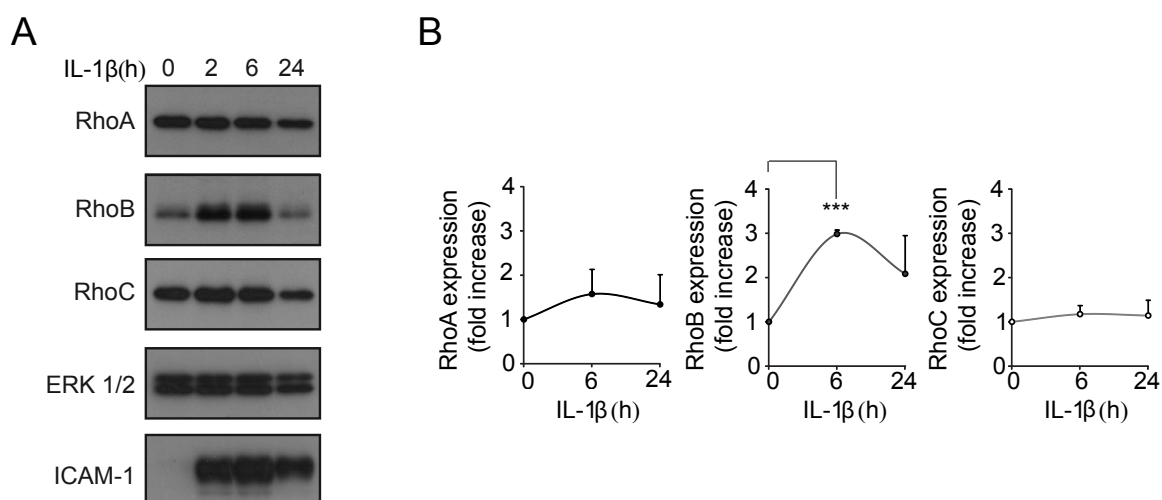 A
IL-1β(h) 0 2 6 24
RhoA
RhoB
RhoC
ERK 1/2
ICAM-1
B
RhoA expression
(fold increase)
4
3
2
1
0
0 6 24
IL-1β(h)
RhoB expression
(fold increase)
4
3
2
1
0
***
0 6 24
IL-1β(h)
RhoC expression
(fold increase)
4
3
2
1
0
0 6 24
IL-1β(h)